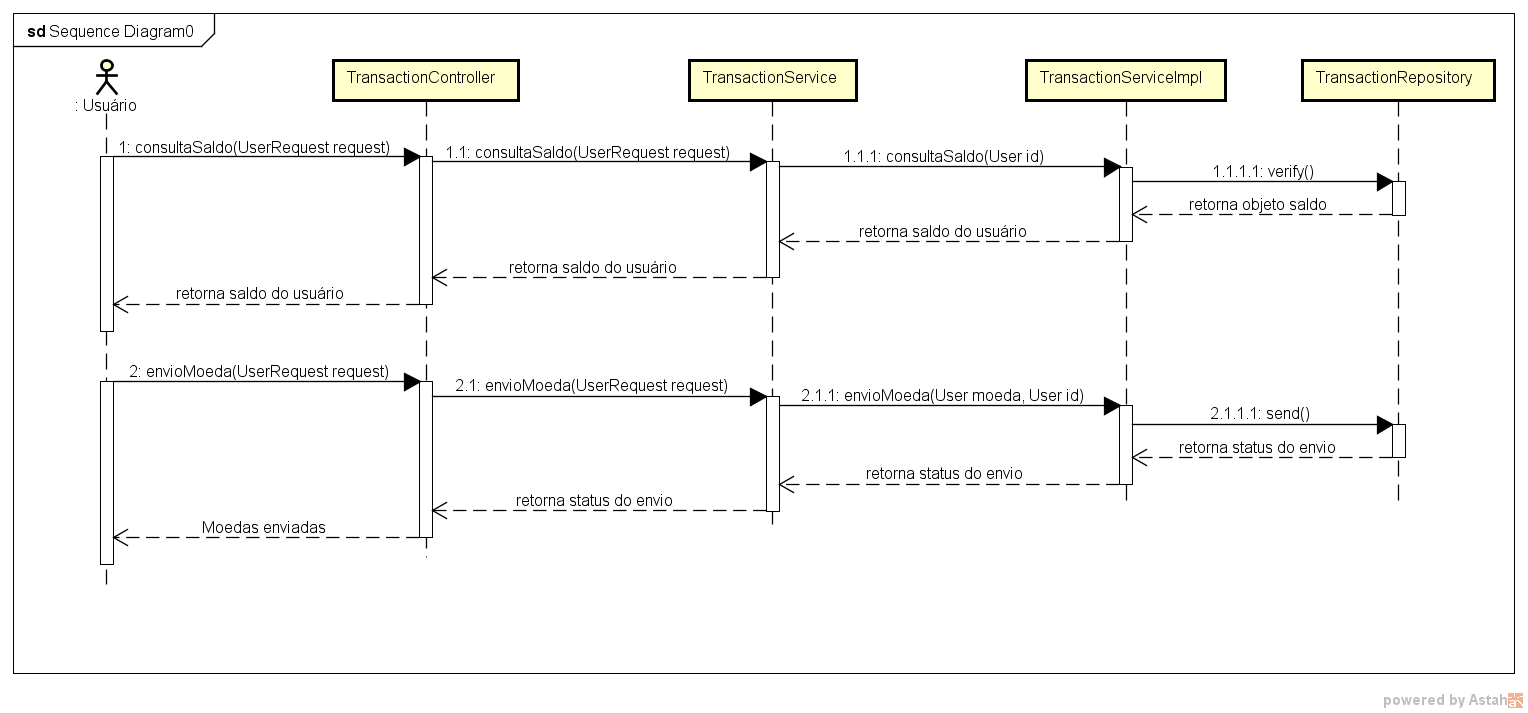 sd Sequence Diagram0
: Usuário
TransactionController
TransactionService
TransactionServiceImpl
TransactionRepository
1: consultaSaldo(UserRequest request)
1.1: consultaSaldo(UserRequest request)
1.1.1: consultaSaldo(User id)
1.1.1.1: verify()
retorna objeto saldo
retorna saldo do usuário
retorna saldo do usuário
retorna saldo do usuário
2: envioMoeda(UserRequest request)
2.1: envioMoeda(UserRequest request)
2.1.1: envioMoeda(User moeda, User id)
2.1.1.1: send()
retorna status do envio
retorna status do envio
retorna status do envio
Moedas enviadas
powered by Astah